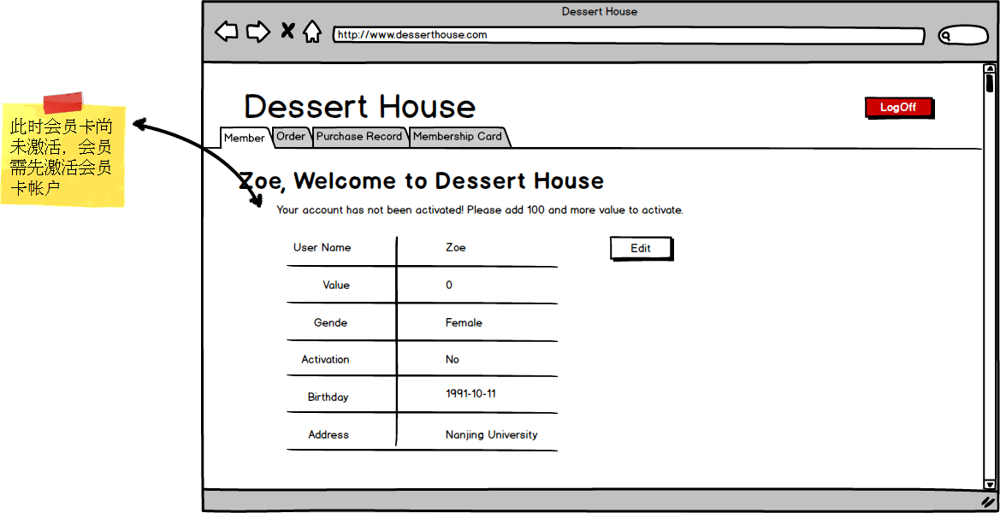 Dessert House
http://www.desserthouse.com
此时会员卡尚
未激活，会员
需先激活会员
卡帐户
Dessert House
LogOff
Member Order Purchase Record Membership Card
Zoe, Welcome to Dessert House
Your account has not been activated! Please add 100 and more value to activate.
User Name Zoe Edit
Value 0
Gende Female
Activation No
Birthday 1991-10-11
Address Nanjing University